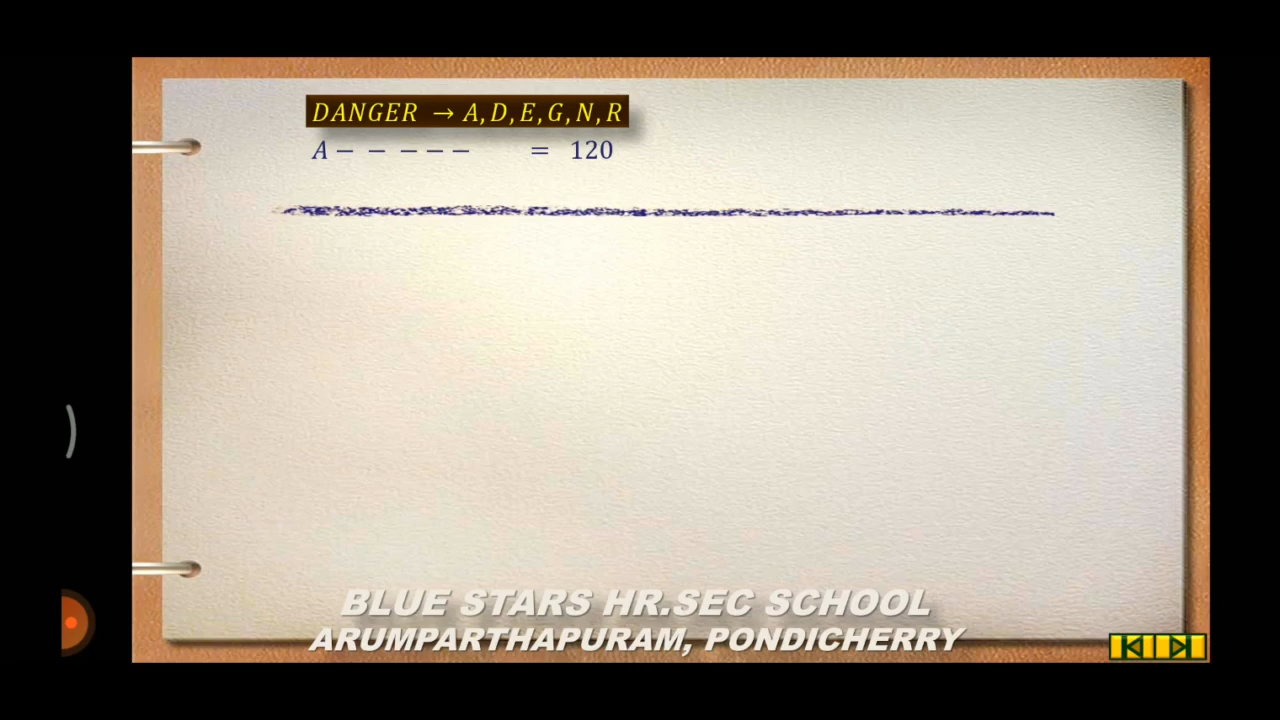 DANGER → A, D, E, G, N, R
A − − − − − = 120
BLUE STARS HR.SEC SCHOOL
ARUMPARTHAPURAM, PONDICHERRY